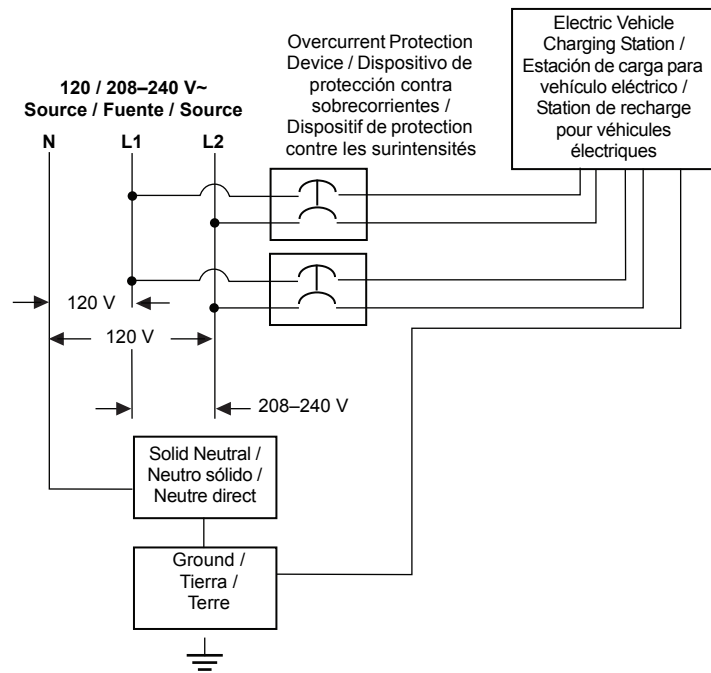 120 / 208–240 V~
Source / Fuente / Source
N L1 L2
Overcurrent Protection
Device / Dispositivo de
protección contra
sobrecorrientes /
Dispositif de protection
contre les surintensités
Electric Vehicle
Charging Station /
Estación de carga para
vehículo eléctrico /
Station de recharge
pour véhicules
électriques
120 V
120 V
208–240 V
Solid Neutral /
Neutro sólido /
Neutre direct
Ground /
Tierra /
Terre